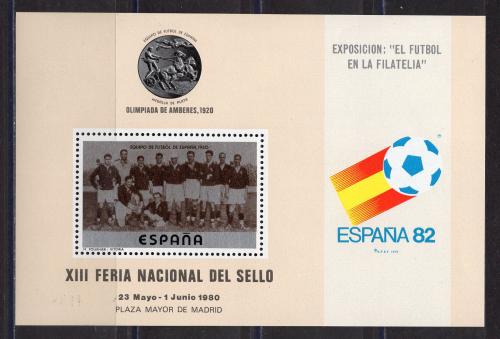 EQUIPO DE FUTBOL DE ESPAÑA
MEDALLA DE PLATA
OLIMPIADA DE AMBERES, 1920
EXPOSICION: "EL FUTBOL
EN LA FILATELIA"
EQUIPO DE FUTBOL DE ESPAÑA, 1920
ESPAÑA
H. FOURNIER - VITORIA
ESPAÑA 82
XIII FERIA NACIONAL DEL SELLO
23 Mayo - 1 Junio 1980
PLAZA MAYOR DE MADRID